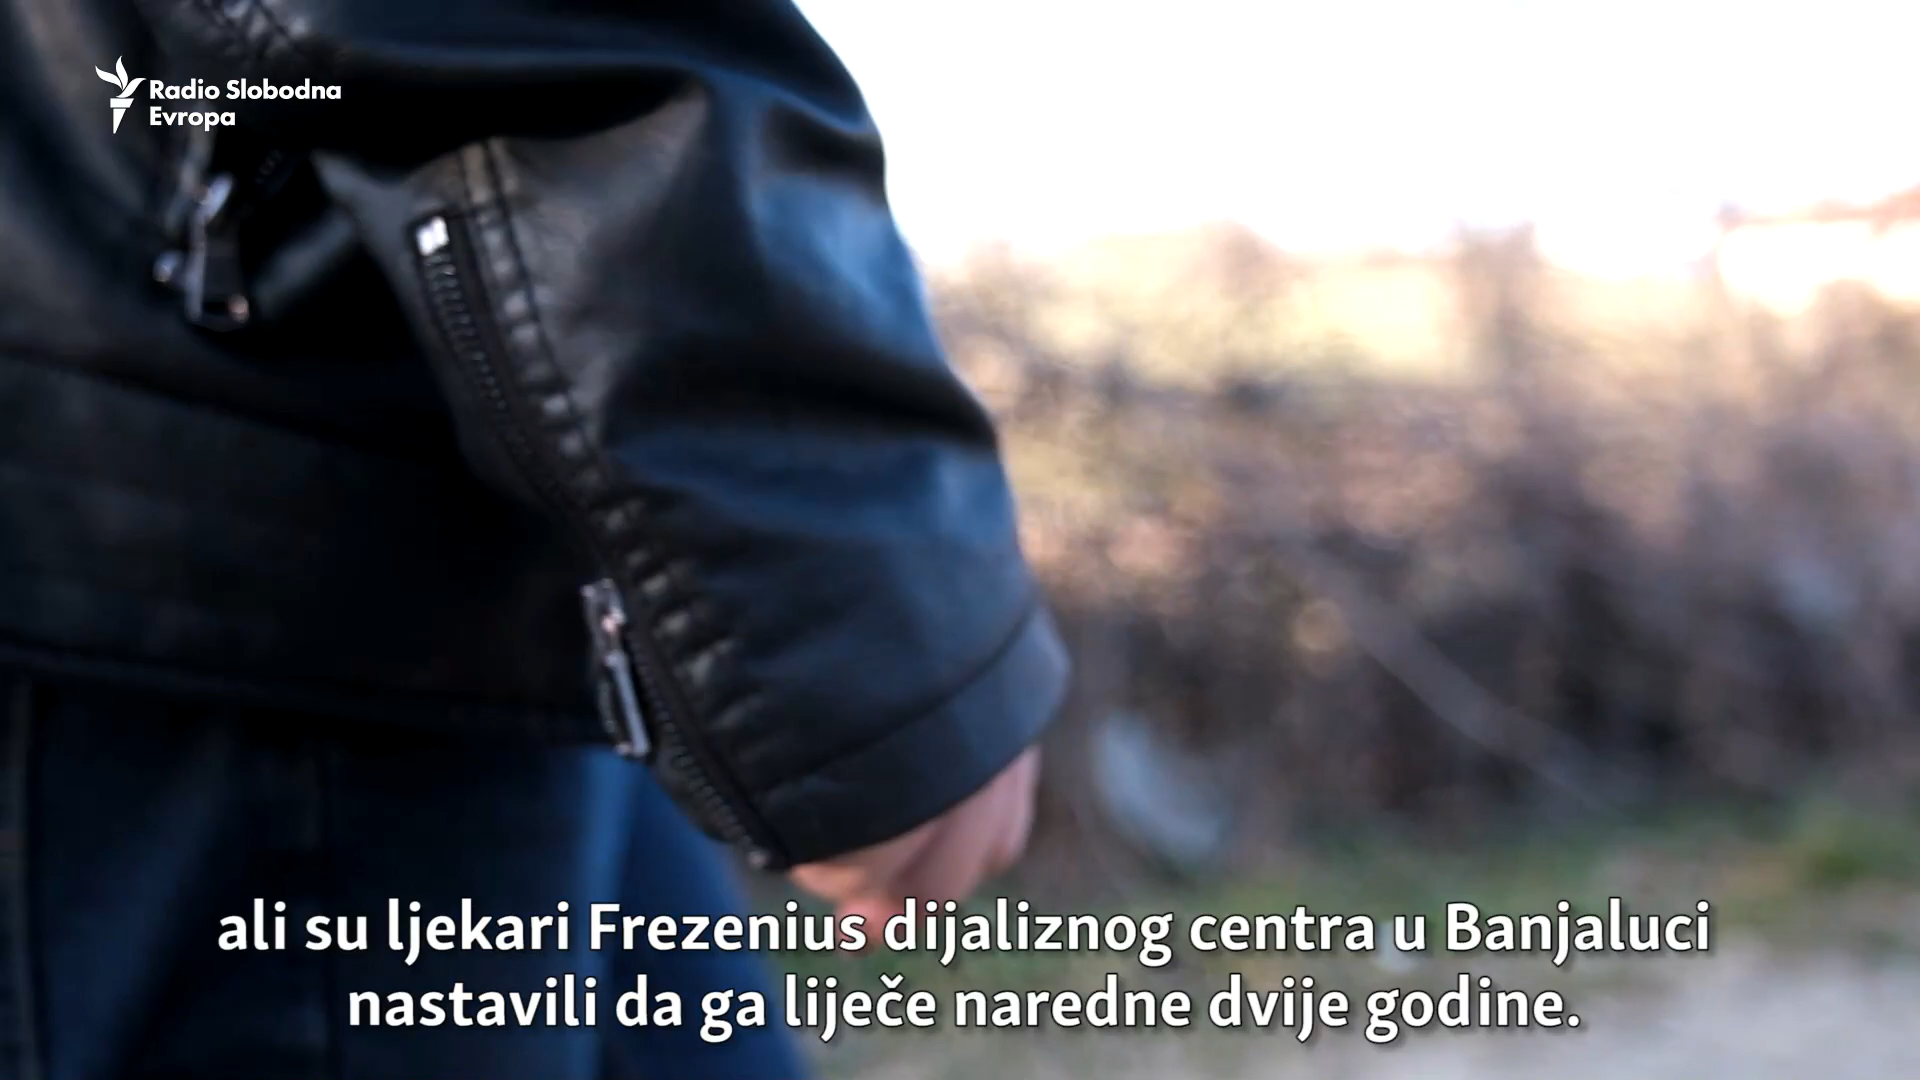 Radio Slobodna
Evropa
ali su ljekari Frezenius dijaliznog centra u Banjaluci
nastavili da ga liječe naredne dvije godine.